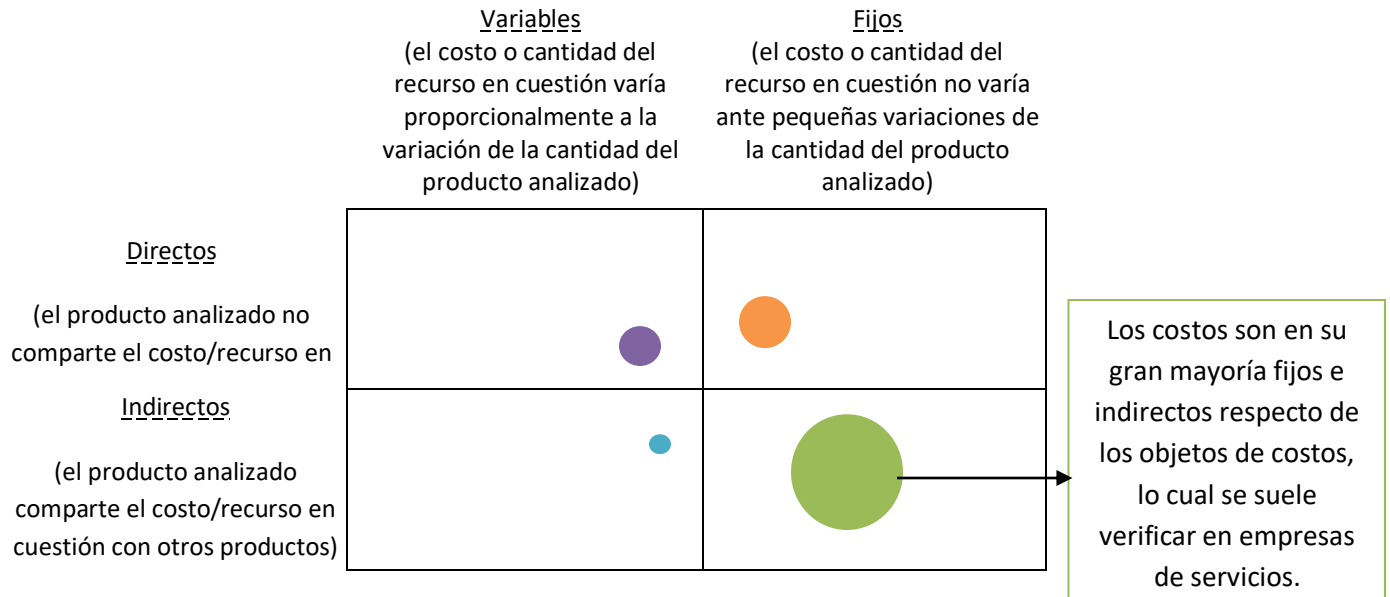 Variables
(el costo o cantidad del
recurso en cuestión varía
proporcionalmente a la
variación de la cantidad del
producto analizado)
Fijos
(el costo o cantidad del
recurso en cuestión no varía
ante pequeñas variaciones de
la cantidad del producto
analizado)
Directos
(el producto analizado no
comparte el costo/recurso en
Indirectos
(el producto analizado
comparte el costo/recurso en
cuestión con otros productos)
Los costos son en su
gran mayoría fijos e
indirectos respecto de
los objetos de costos,
lo cual se suele
verificar en empresas
de servicios.